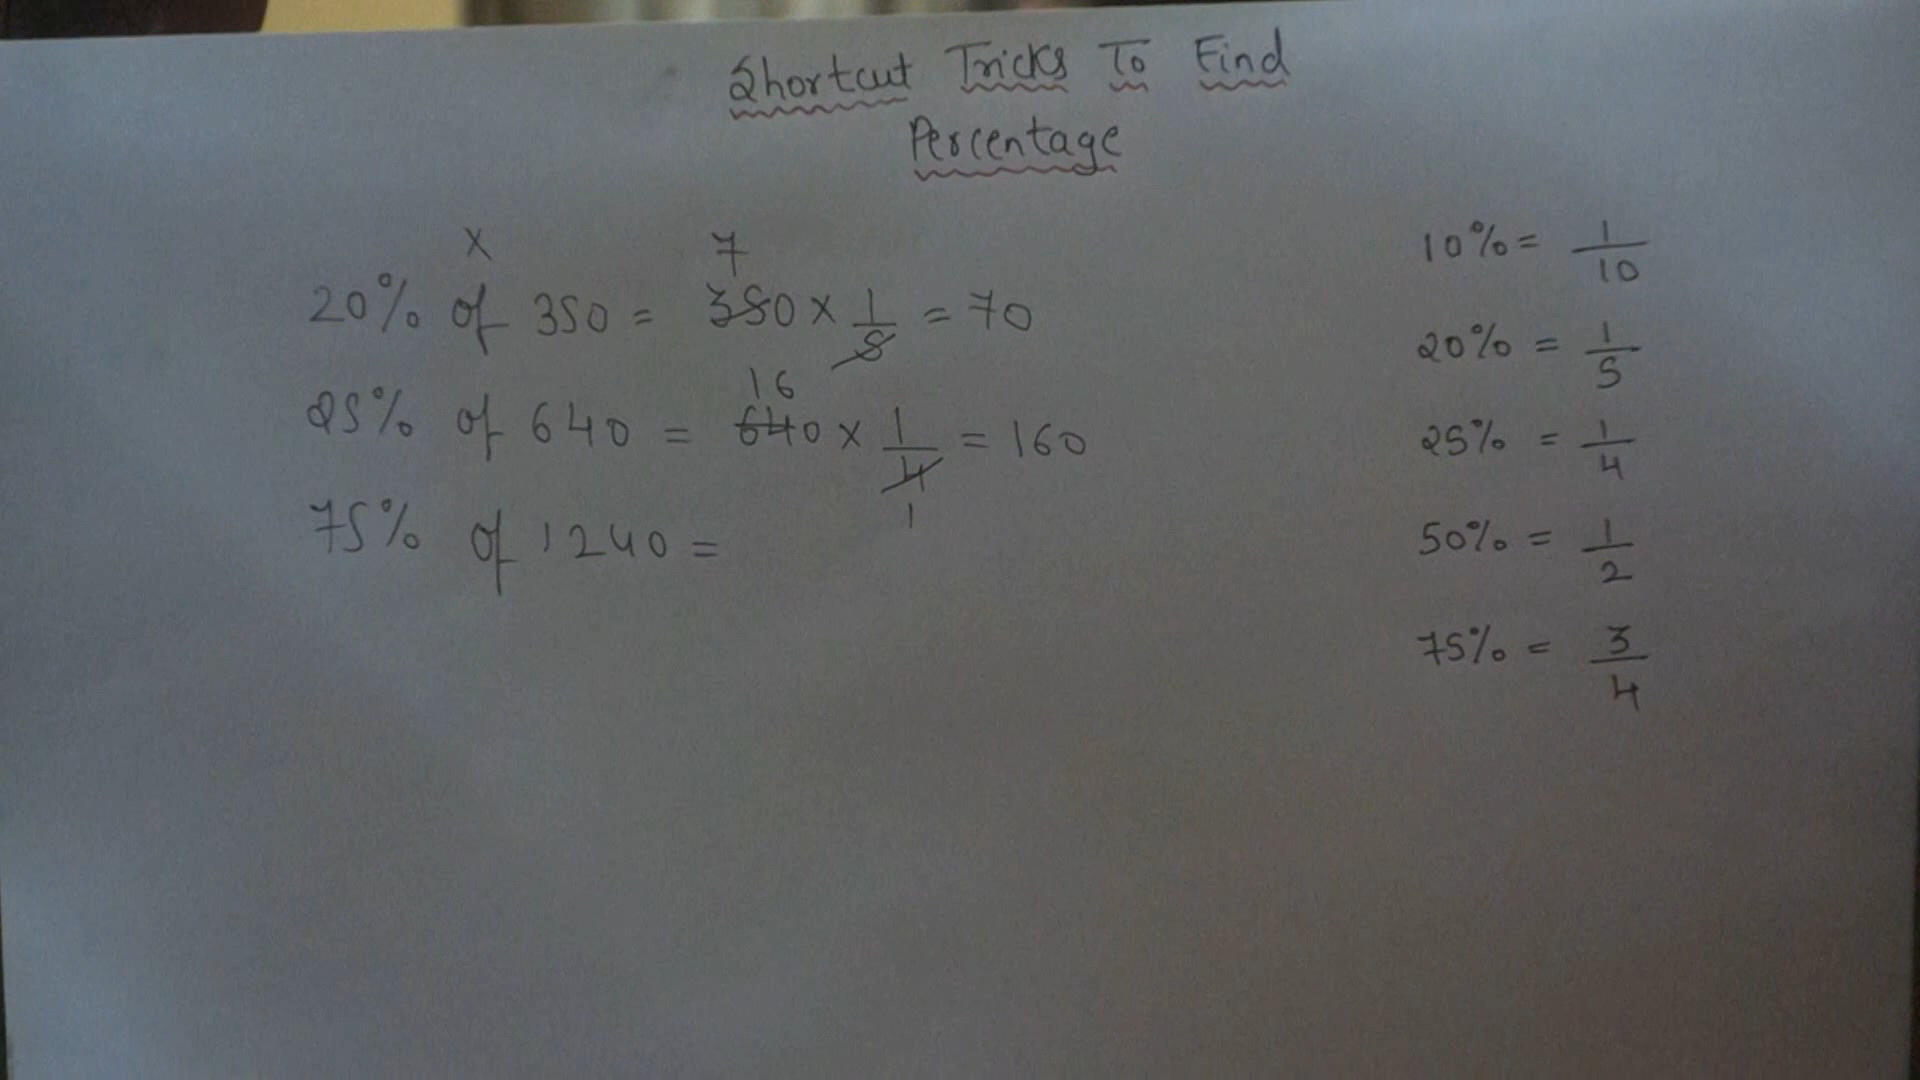 Shortcut Tricks To Find
Percentage
x
7
20% of 350 = 350 x 1/5 = 70
16
25% of 640 = 640 x 1/4 = 160
1
75% of 1240 =
10% = 1/10
20% = 1/5
25% = 1/4
50% = 1/2
75% = 3/4